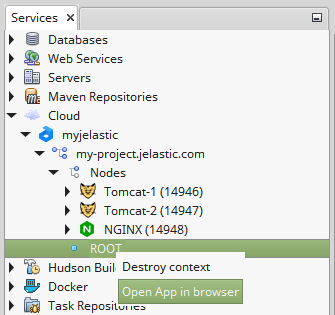 Services
Databases
Web Services
Servers
Maven Repositories
Cloud
myjelastic
my-project.jelastic.com
Nodes
Tomcat-1 (14946)
Tomcat-2 (14947)
NGINX (14948)
ROOT
Destroy context
Open App in browser
Hudson Buil
Docker
Task Repositories